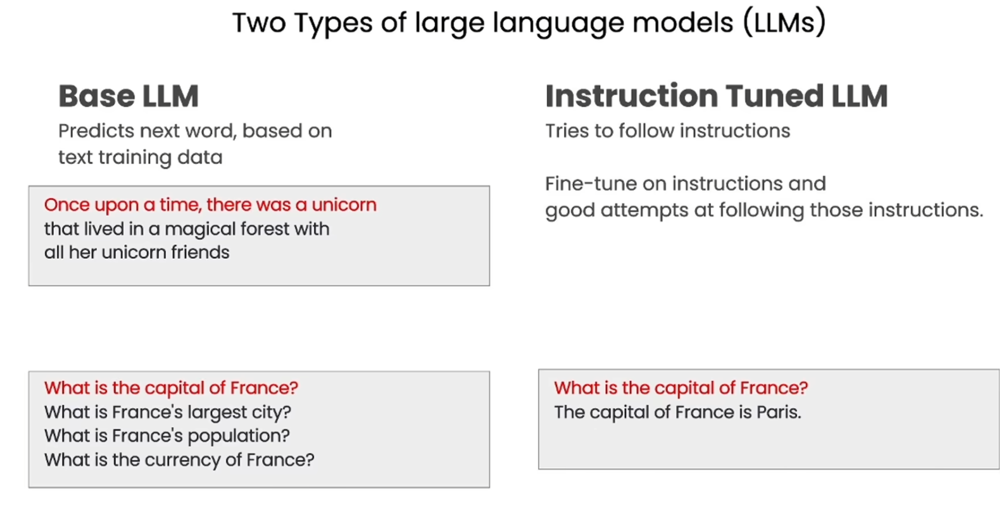 Two Types of large language models (LLMs)
Base LLM
Predicts next word, based on
text training data
Once upon a time, there was a unicorn
that lived in a magical forest with
all her unicorn friends
What is the capital of France?
What is France's largest city?
What is France's population?
What is the currency of France?
Instruction Tuned LLM
Tries to follow instructions
Fine-tune on instructions and
good attempts at following those instructions.
What is the capital of France?
The capital of France is Paris.